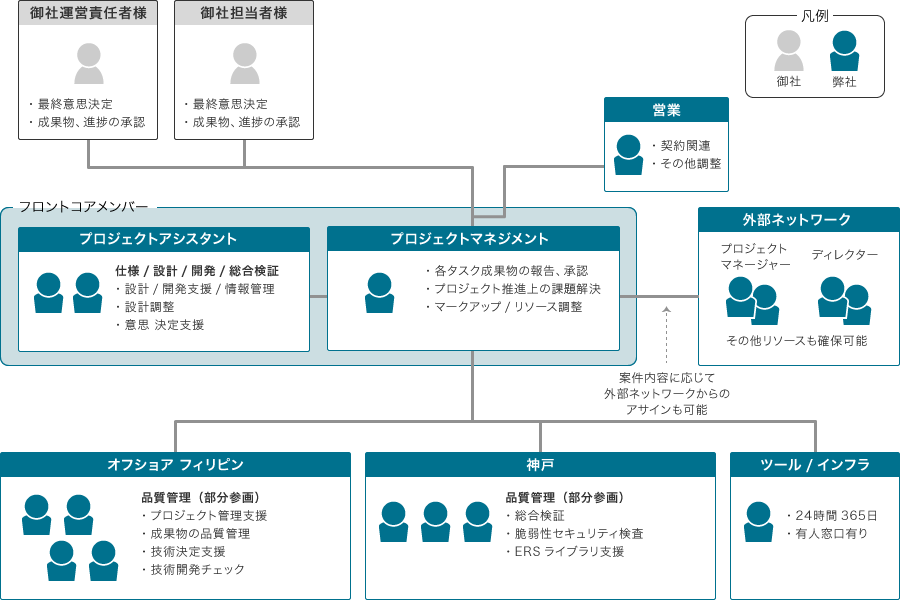 御社運営責任者様
・最終意思決定
・成果物、進捗の承認
御社担当者様
・最終意思決定
・成果物、進捗の承認
凡例
御社
弊社
営業
・契約関連
・その他調整
フロントコアメンバー
プロジェクトアシスタント
仕様 / 設計 / 開発 / 総合検証
・設計 / 開発支援 / 情報管理
・設計調整
・意思 決定支援
プロジェクトマネジメント
・各タスク成果物の報告、承認
・プロジェクト推進上の課題解決
・マークアップ / リソース調整
外部ネットワーク
プロジェクト
マネージャー
ディレクター
その他リソースも確保可能
案件内容に応じて
外部ネットワークからの
アサインも可能
オフショア フィリピン
品質管理（部分参画）
・プロジェクト管理支援
・成果物の品質管理
・技術決定支援
・技術開発チェック
神戸
品質管理（部分参画）
・総合検証
・脆弱性セキュリティ検査
・ERS ライブラリ支援
ツール / インフラ
・24時間 365日
・有人窓口有り